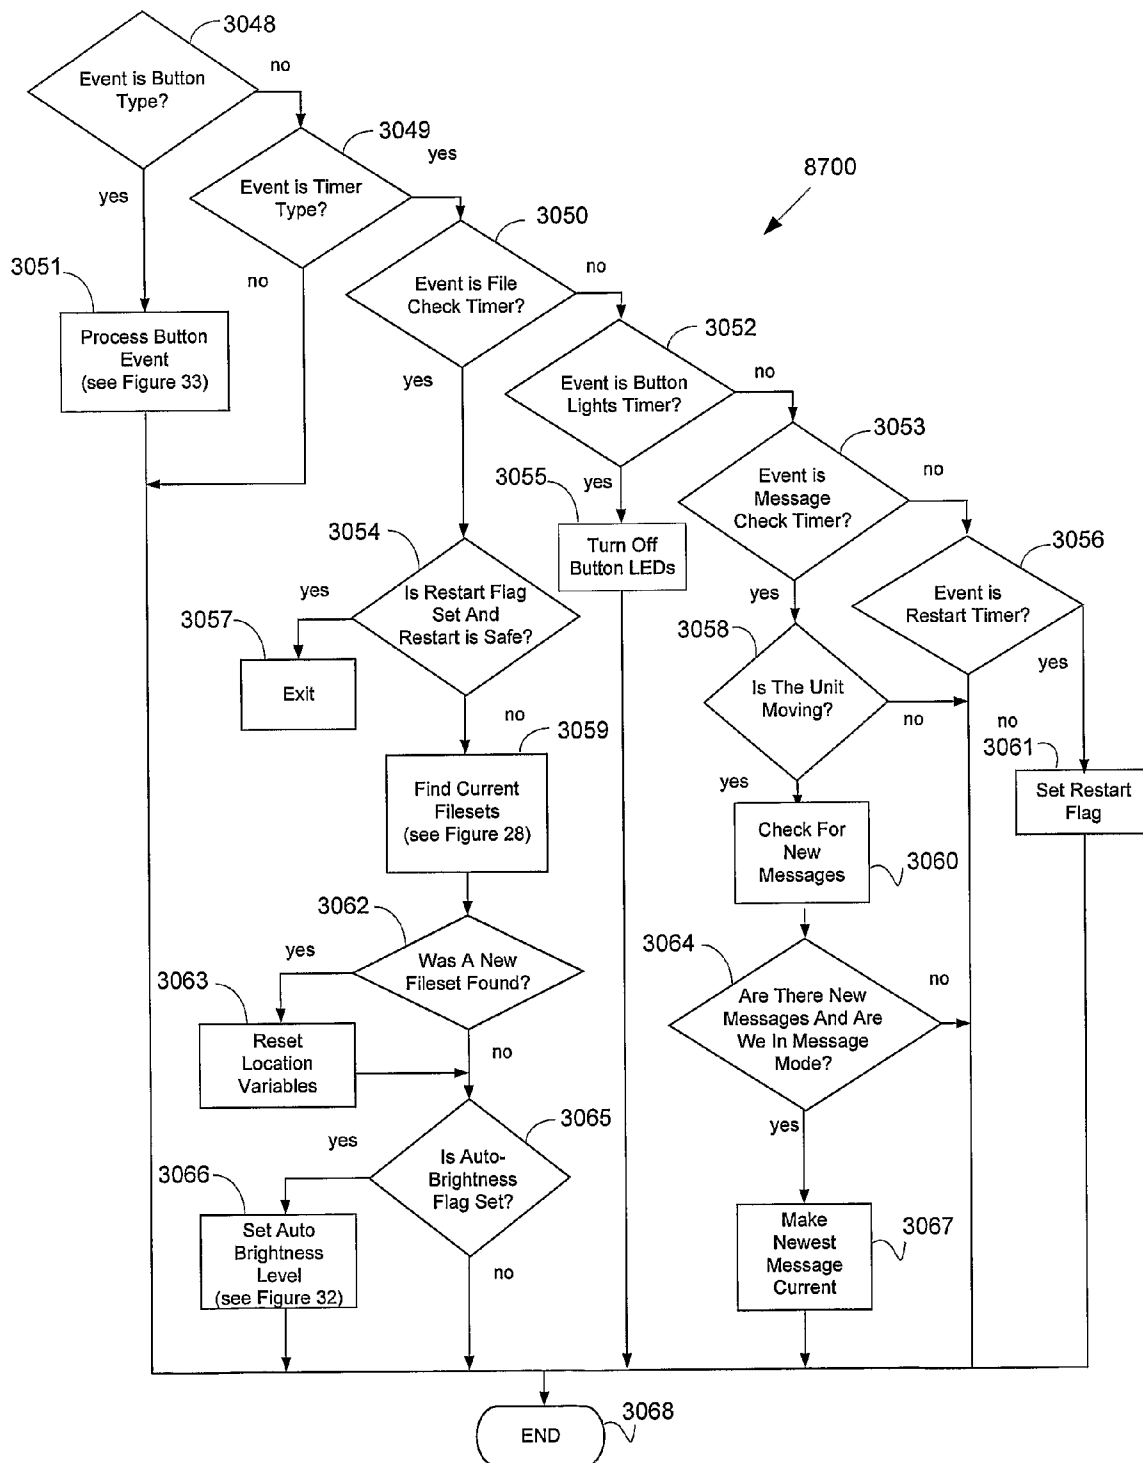 3048
Event is Button
Type?
no
yes
3049
Event is Timer
Type?
yes
no
8700
3050
Event is File
Check Timer?
no
yes
3051
Process Button
Event
(see Figure 33)
3052
Event is Button
Lights Timer?
no
yes
3053
Event is
Message
Check Timer?
no
yes
3054
Is Restart Flag
Set And
Restart is Safe?
yes
no
3055
Turn Off
Button LEDs
3056
Event is
Restart Timer?
yes
no
3057
Exit
3058
Is The Unit
Moving?
no
yes
3059
Find Current
Filesets
(see Figure 28)
3061
Set Restart
Flag
Check For
New
Messages
3060
3062
Was A New
Fileset Found?
yes
no
3063
Reset
Location
Variables
3064
Are There New
Messages And Are
We In Message
Mode?
no
yes
3065
Is Auto-
Brightness
Flag Set?
yes
no
3066
Set Auto
Brightness
Level
(see Figure 32)
Make
Newest
Message
Current
3067
END
3068